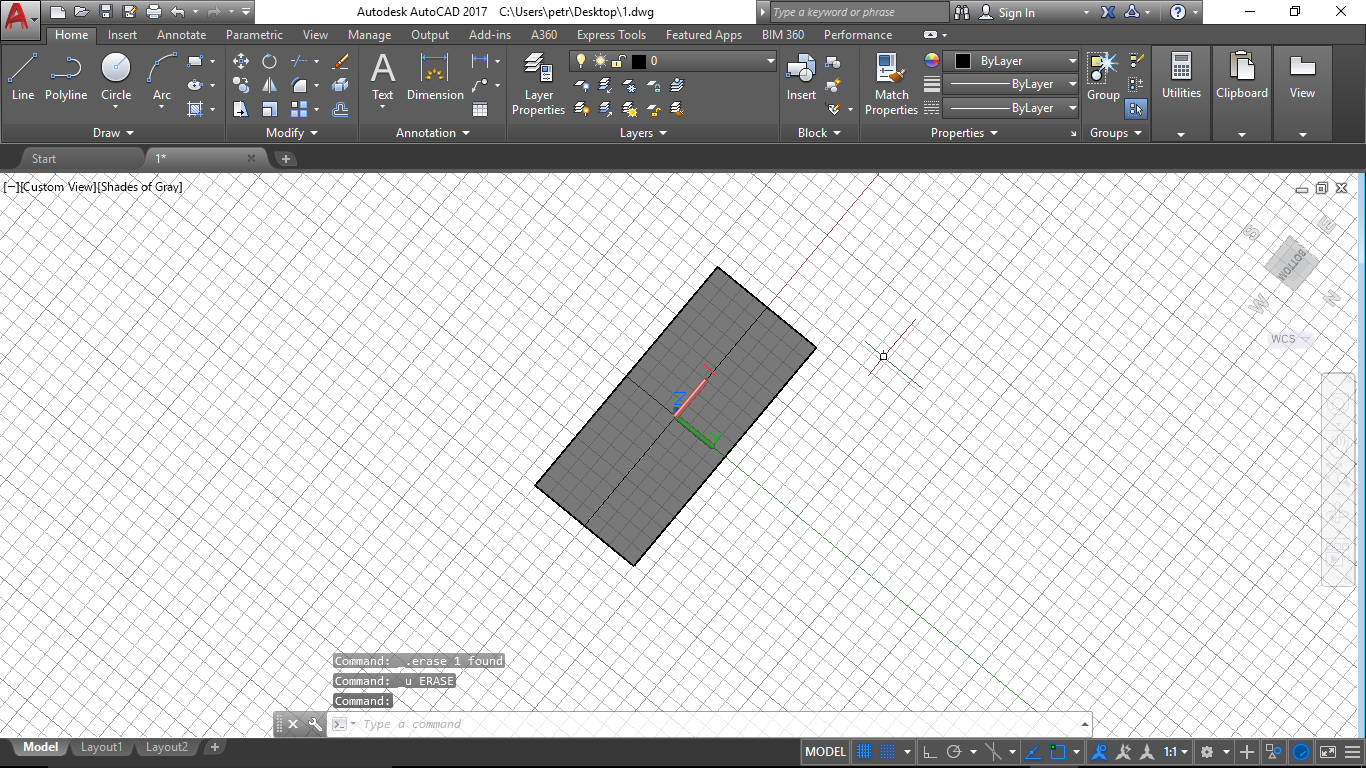 Autodesk AutoCAD 2017 C:\Users\petr\Desktop\1.dwg
Type a keyword or phrase
Sign In
Home Insert Annotate Parametric View Manage Output Add-ins A360 Express Tools Featured Apps BIM 360 Performance
Line Polyline Circle Arc
Draw
Modify
A
Text Dimension
Annotation
Layer Properties
0
Layers
Insert
Block
Match Properties
ByLayer
ByLayer
ByLayer
Properties
Group
Groups
Utilities
Clipboard
View
Start
1*
[−][Custom View][Shades of Gray]
S E
BOTTOM
W N
WCS
Z
Y
Command: _.erase 1 found
Command: _u ERASE
Command:
Type a command
Model Layout1 Layout2
MODEL
1:1